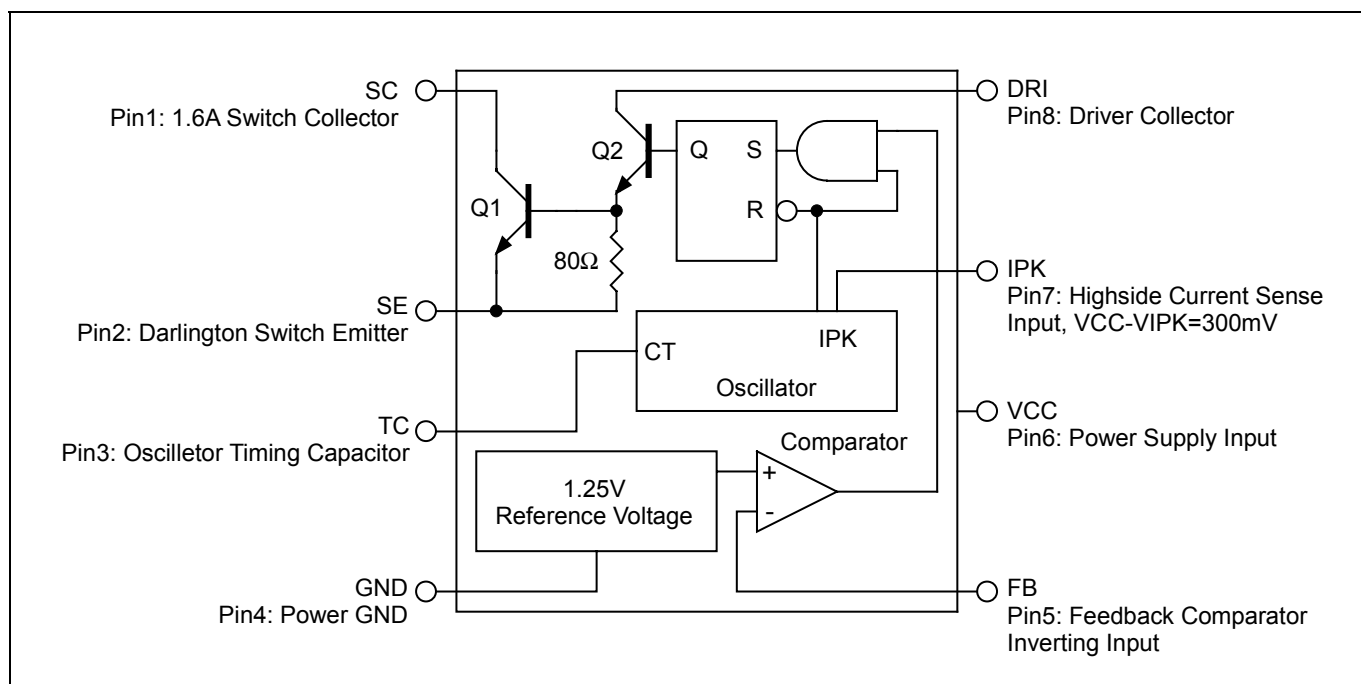 SC
Pin1: 1.6A Switch Collector
DRI
Pin8: Driver Collector
Q2
Q
S
R
Q1
80Ω
SE
Pin2: Darlington Switch Emitter
IPK
Pin7: Highside Current Sense
Input, VCC-VIPK=300mV
CT
IPK
Oscillator
TC
Pin3: Oscilletor Timing Capacitor
VCC
Pin6: Power Supply Input
Comparator
1.25V
Reference Voltage
+
-
GND
Pin4: Power GND
FB
Pin5: Feedback Comparator
Inverting Input